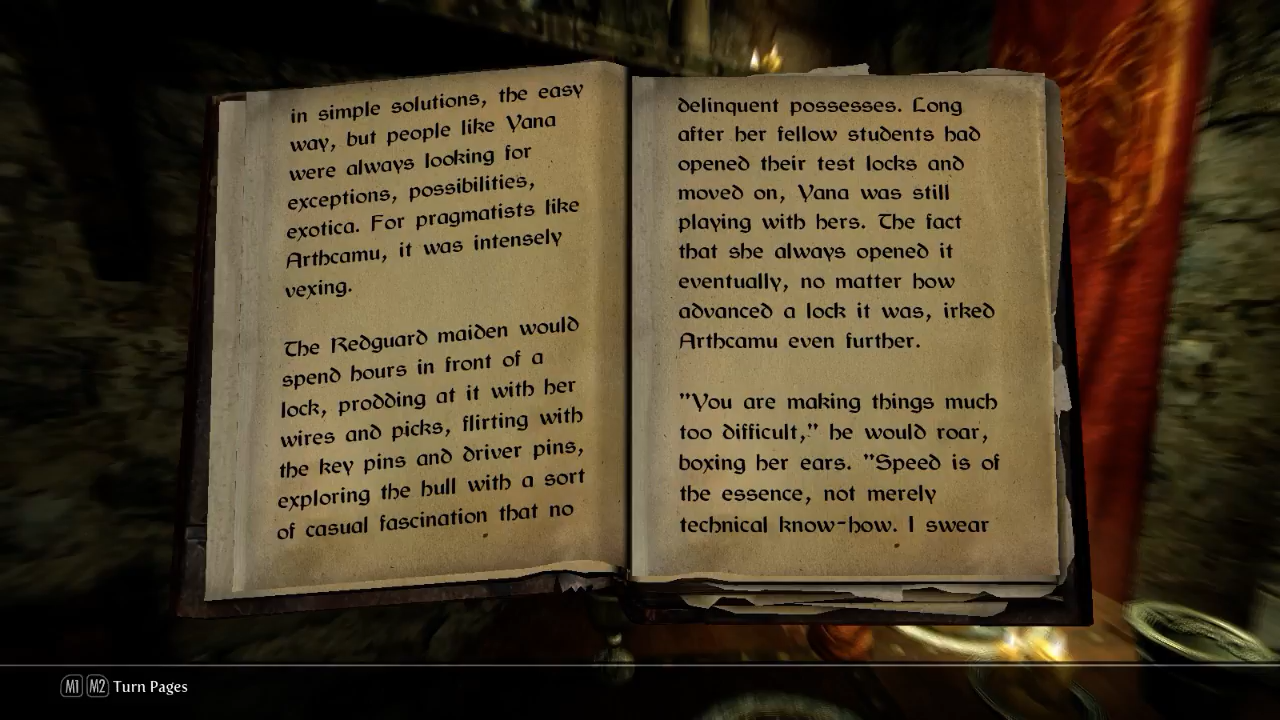 in simple solutions, the easy
way, but people like Yana
were always looking for
exceptions, possibilities,
exotica. For pragmatists like
Arthcamu, it was intensely
vexing.
The Redguard maiden would
spend hours in front of a
lock, prodding at it with her
wires and picks, flirting with
the key pins and driver pins,
exploring the hull with a sort
of casual fascination that no
delinquent possesses. Long
after her fellow students had
opened their test locks and
moved on, Yana was still
playing with hers. The fact
that she always opened it
eventually, no matter how
advanced a lock it was, irked
Arthcamu even further.
"You are making things much
too difficult," he would roar,
boxing her ears. "Speed is of
the essence, not merely
technical know-how. I swear
M1 M2 Turn Pages